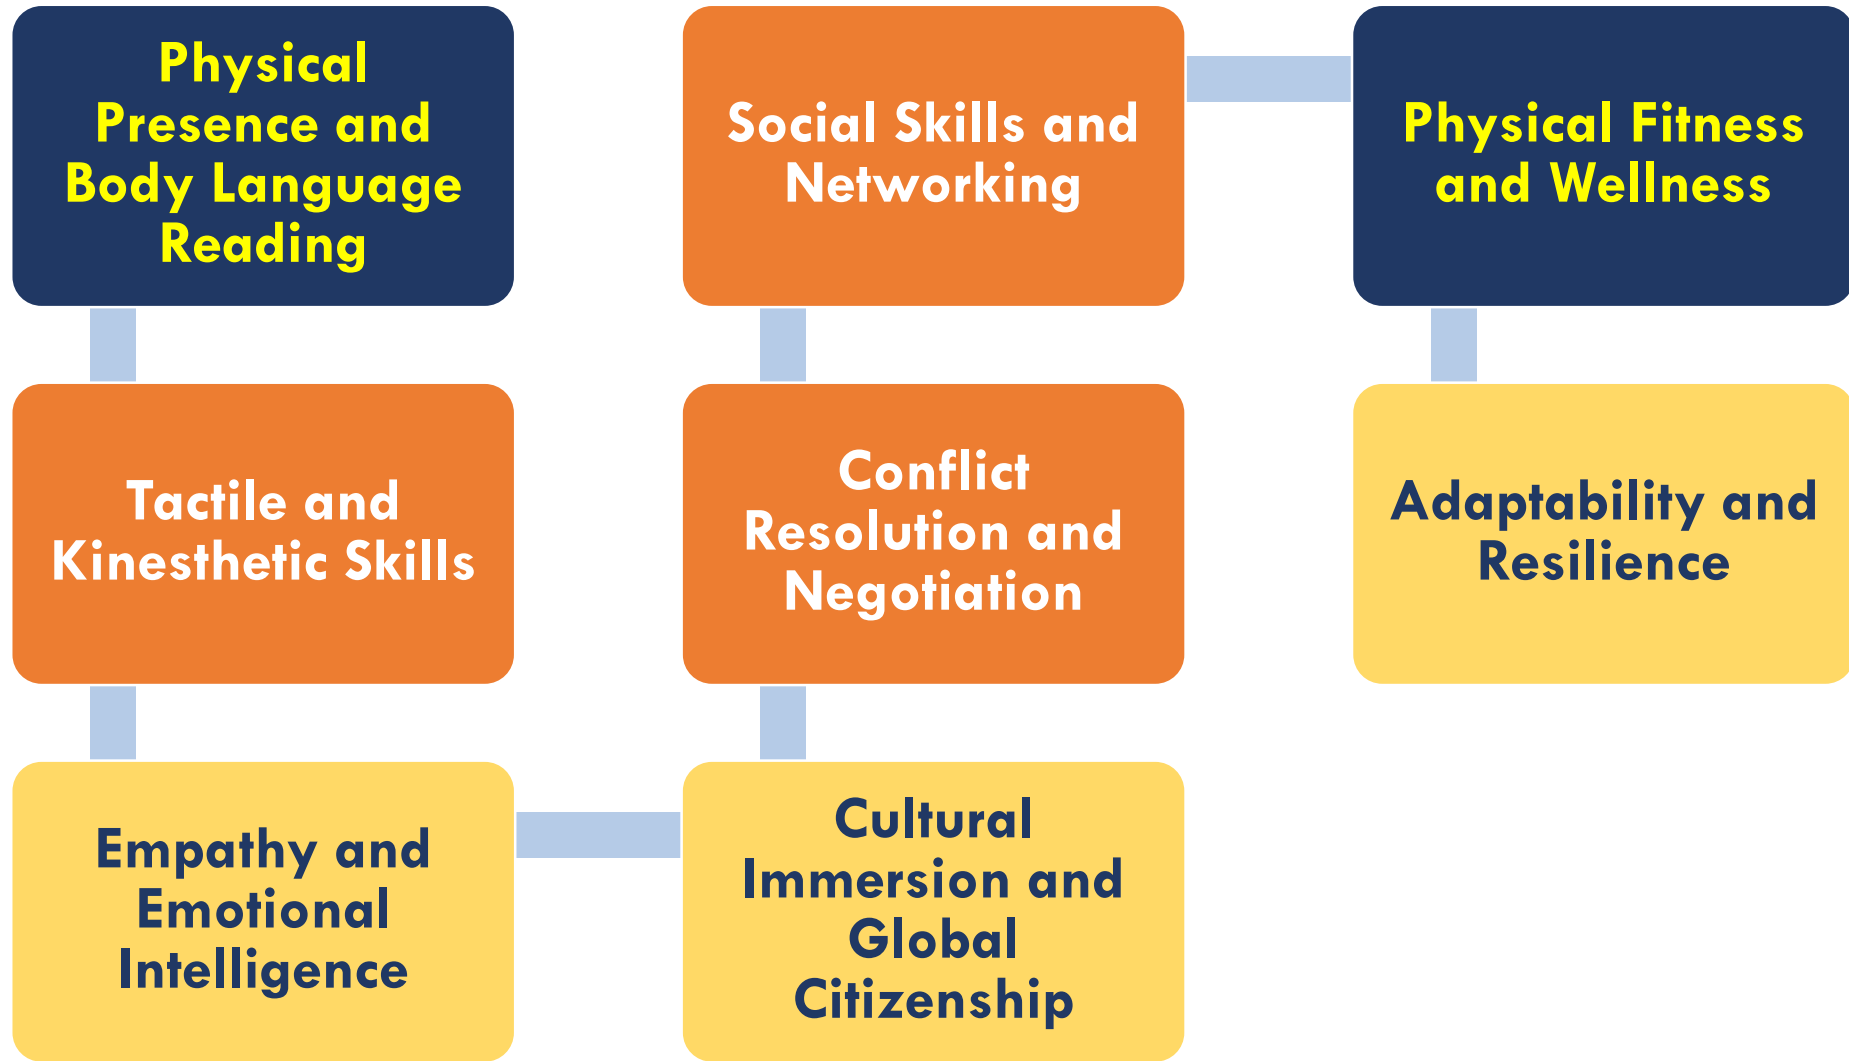 Physical
Presence and
Body Language
Reading
Tactile and
Kinesthetic Skills
Empathy and
Emotional
Intelligence
Cultural
Immersion and
Global
Citizenship
Conflict
Resolution and
Negotiation
Social Skills and
Networking
Physical Fitness
and Wellness
Adaptability and
Resilience